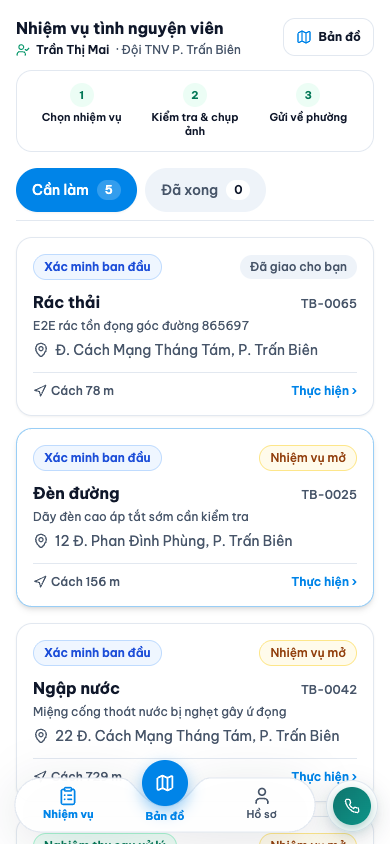 Nhiệm vụ tình nguyện viên
Trần Thị Mai · Đội TNV P. Trấn Biên
Bản đồ
1
Chọn nhiệm vụ
2
Kiểm tra & chụp
ảnh
3
Gửi về phường
Cần làm 5
Đã xong 0
Xác minh ban đầu
Đã giao cho bạn
Rác thải
TB-0065
E2E rác tồn đọng góc đường 865697
Đ. Cách Mạng Tháng Tám, P. Trấn Biên
Cách 78 m
Thực hiện ›
Xác minh ban đầu
Nhiệm vụ mở
Đèn đường
TB-0025
Dãy đèn cao áp tắt sớm cần kiểm tra
12 Đ. Phan Đình Phùng, P. Trấn Biên
Cách 156 m
Thực hiện ›
Xác minh ban đầu
Nhiệm vụ mở
Ngập nước
TB-0042
Miệng cống thoát nước bị nghẹt gây ứ đọng
22 Đ. Cách Mạng Tháng Tám, P. Trấn Biên
Cách 729 m
Thực hiện ›
Nhiệm vụ
Bản đồ
Hồ sơ